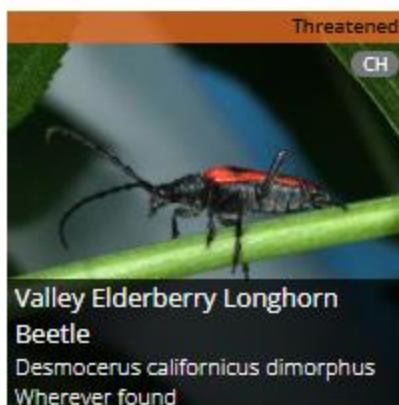 Threatened
CH
Valley Elderberry Longhorn
Beetle
Desmocerus californicus dimorphus
Wherever found